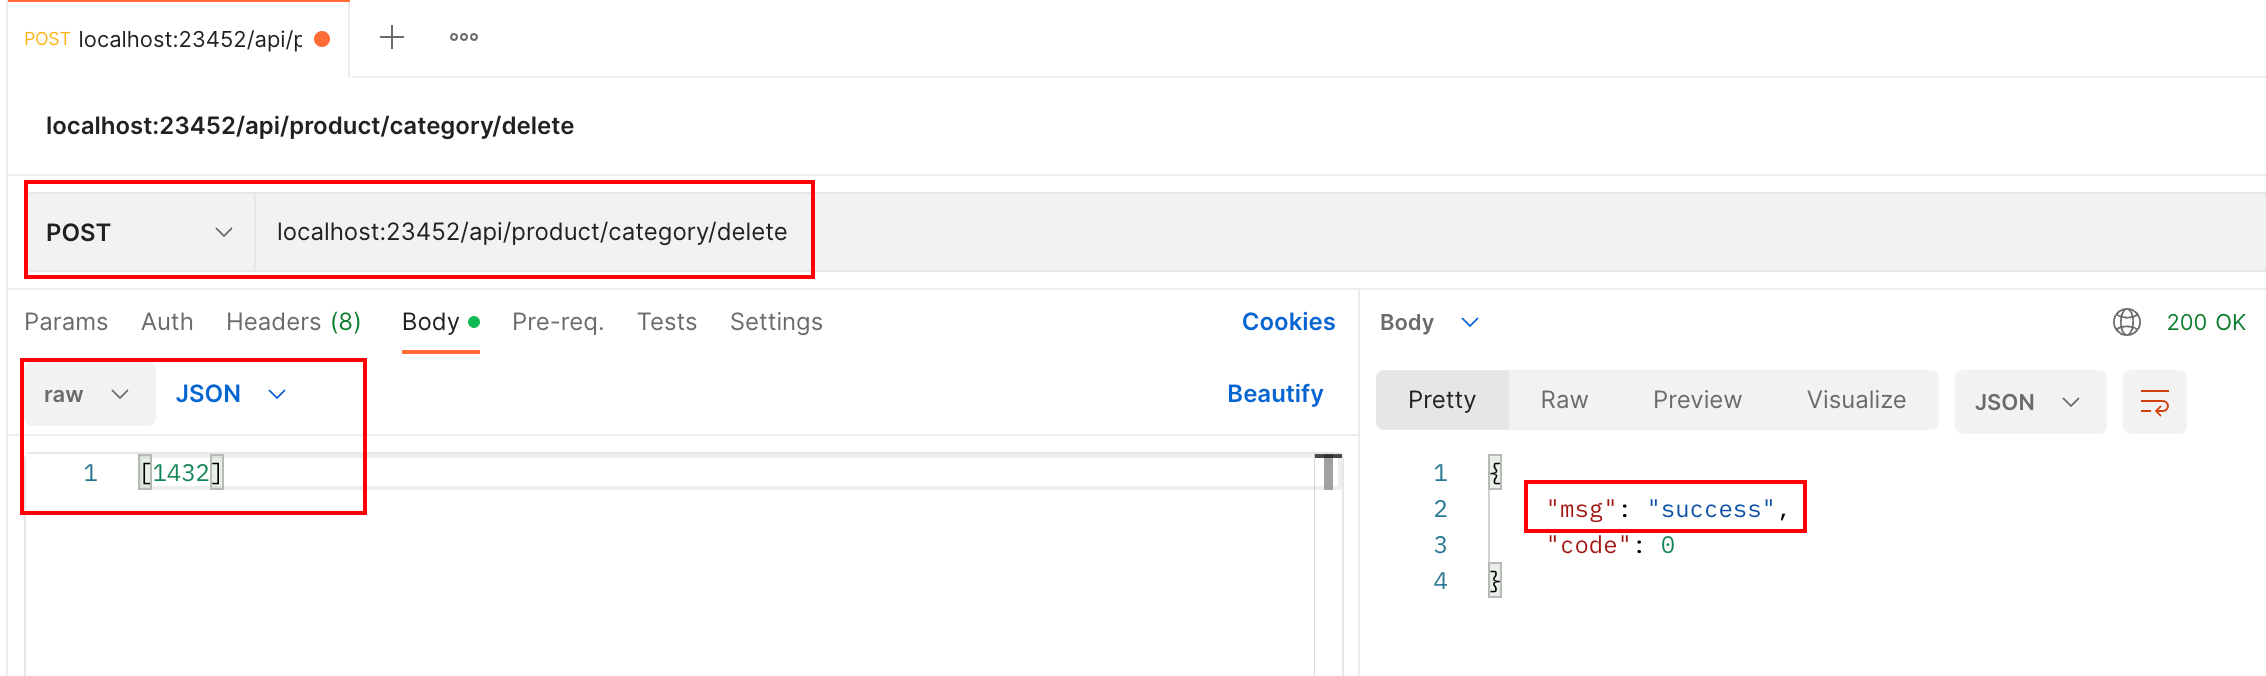 POST localhost:23452/api/p
localhost:23452/api/product/category/delete
POST localhost:23452/api/product/category/delete
Params Auth Headers (8) Body Pre-req. Tests Settings Cookies
raw JSON Beautify
1 [1432]
Body 200 OK
Pretty Raw Preview Visualize JSON
1 {
2 "msg": "success",
3 "code": 0
4 }